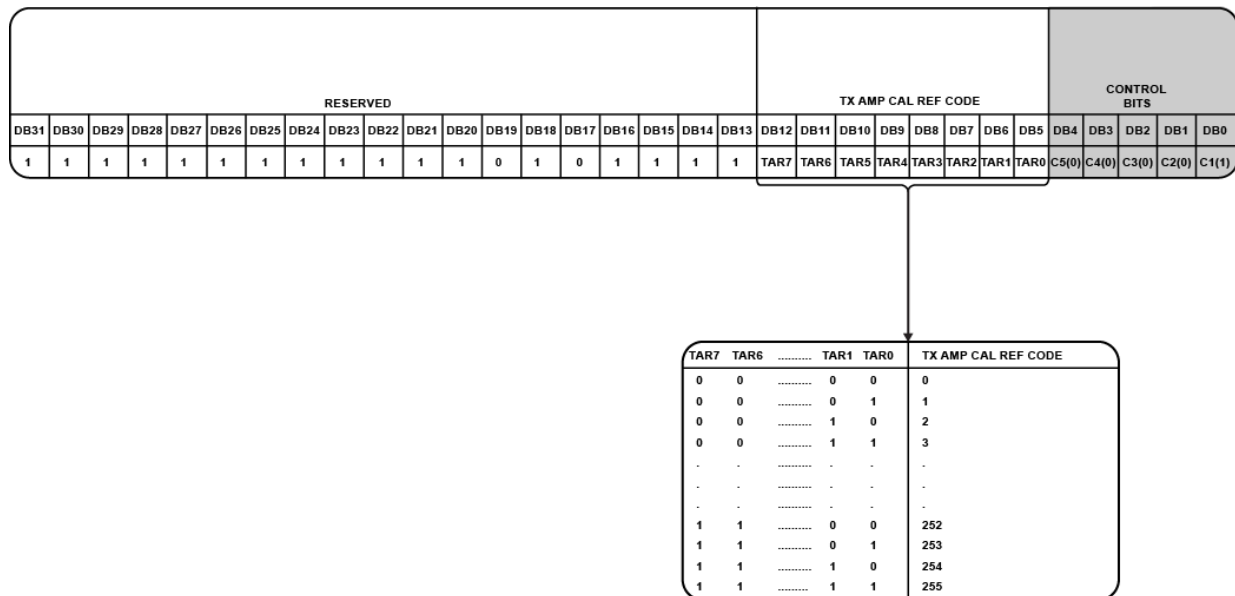 RESERVED TX AMP CAL REF CODE CONTROL BITS
DB31 DB30 DB29 DB28 DB27 DB26 DB25 DB24 DB23 DB22 DB21 DB20 DB19 DB18 DB17 DB16 DB15 DB14 DB13 DB12 DB11 DB10 DB9 DB8 DB7 DB6 DB5 DB4 DB3 DB2 DB1 DB0
1 1 1 1 1 1 1 1 1 1 1 1 0 1 0 1 1 1 1 TAR7 TAR6 TAR5 TAR4 TAR3 TAR2 TAR1 TAR0 C5(0) C4(0) C3(0) C2(0) C1(1)
TAR7 TAR6 .......... TAR1 TAR0 TX AMP CAL REF CODE
0 0 .......... 0 0 0
0 0 .......... 0 1 1
0 0 .......... 1 0 2
0 0 .......... 1 1 3
. . .......... . . .
. . .......... . . .
. . .......... . . .
1 1 .......... 0 0 252
1 1 .......... 0 1 253
1 1 .......... 1 0 254
1 1 ......... 1 1 255